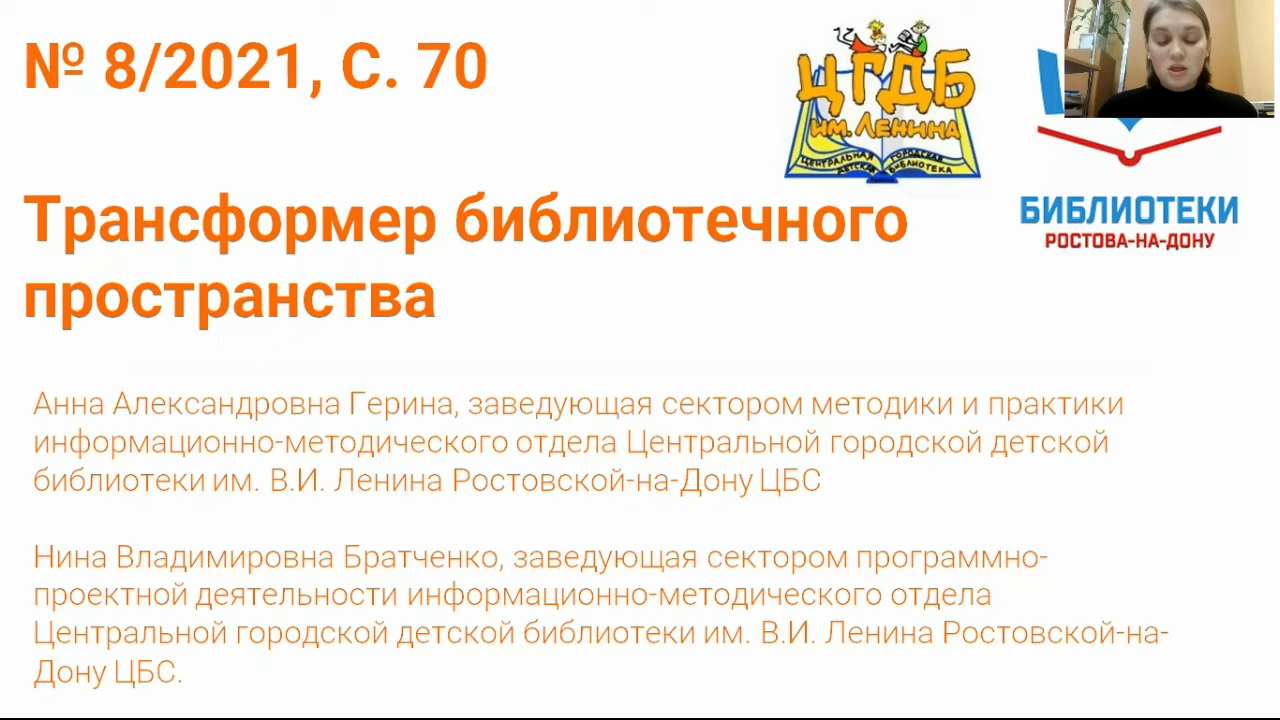 № 8/2021, С. 70
ЦГДБ
им. Ленина
ЦЕНТРАЛЬНАЯ ГОРОДСКАЯ
ДЕТСКАЯ БИБЛИОТЕКА
БИБЛИОТЕКИ
РОСТОВА-НА-ДОНУ
Трансформер библиотечного
пространства
Анна Александровна Герина, заведующая сектором методики и практики
информационно-методического отдела Центральной городской детской
библиотеки им. В.И. Ленина Ростовской-на-Дону ЦБС
Нина Владимировна Братченко, заведующая сектором программно-
проектной деятельности информационно-методического отдела
Центральной городской детской библиотеки им. В.И. Ленина Ростовской-на-
Дону ЦБС.